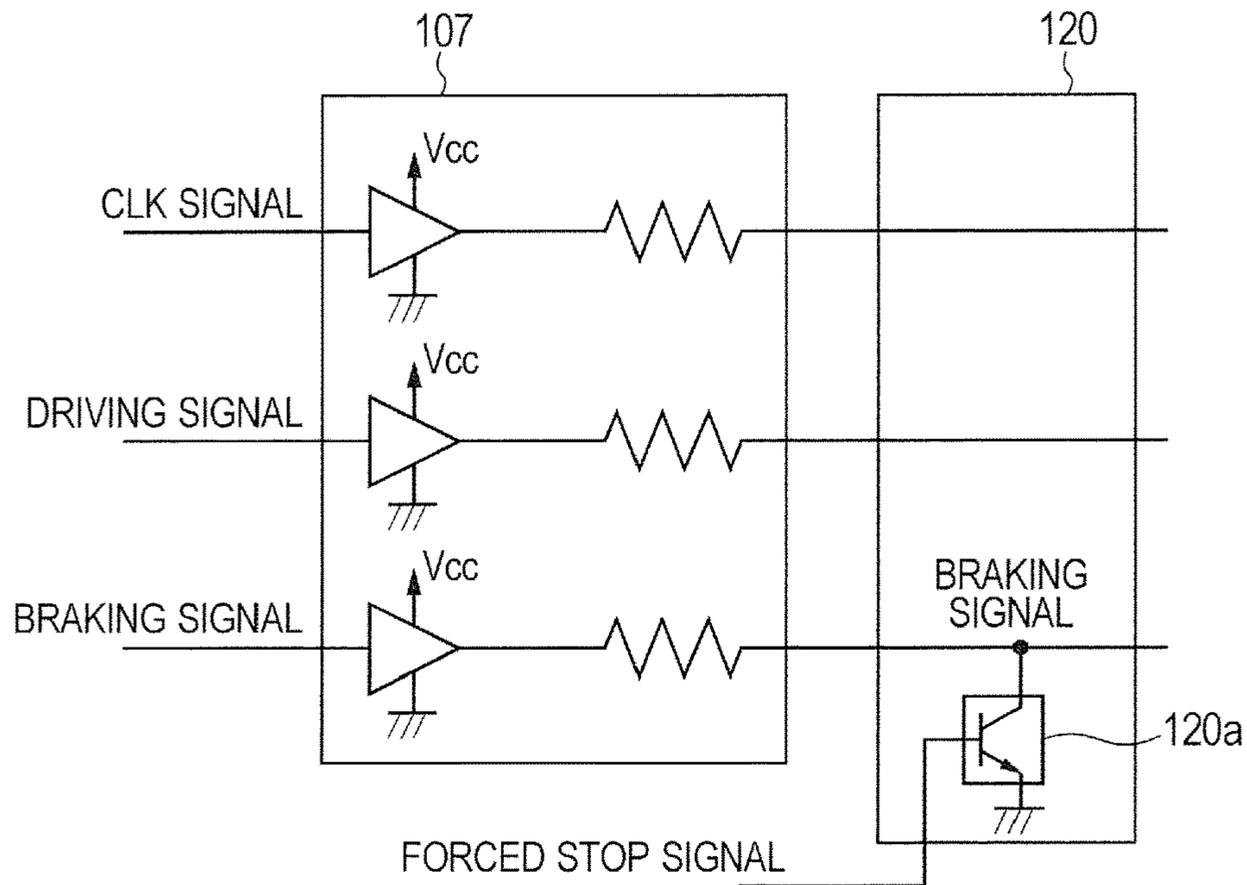 107
120
Vcc
CLK SIGNAL
Vcc
DRIVING SIGNAL
Vcc
BRAKING SIGNAL
BRAKING
SIGNAL
120a
FORCED STOP SIGNAL